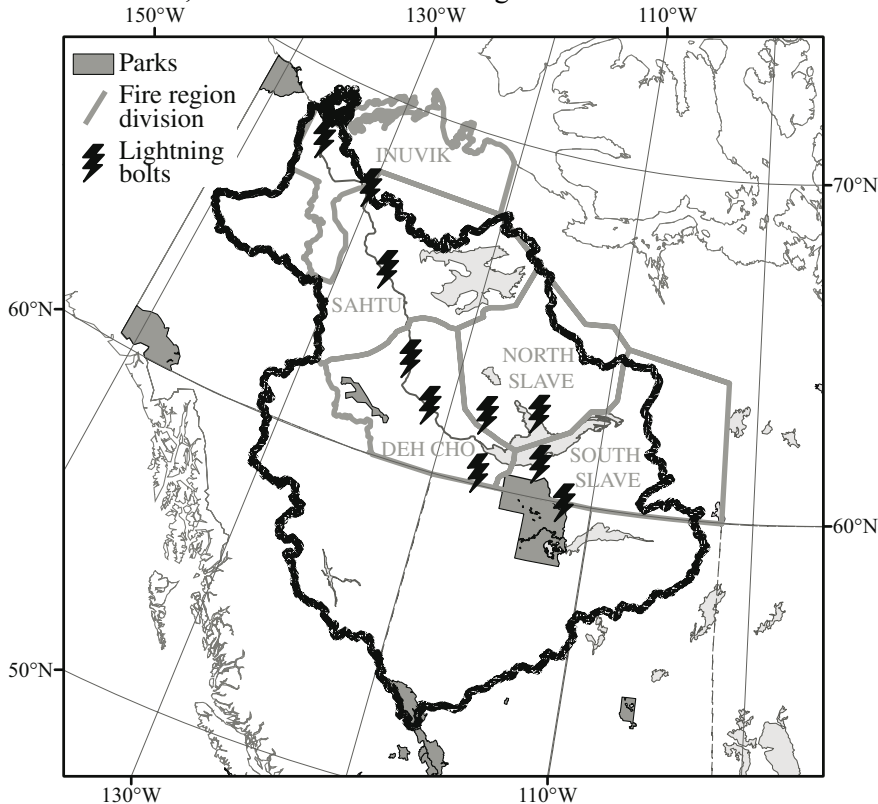 150°W
130°W
110°W
Parks
Fire region
division
Lightning
bolts
INUVIK
70°N
60°N
SAHTU
NORTH
SLAVE
DEH CHO
SOUTH
SLAVE
60°N
50°N
130°W
110°W